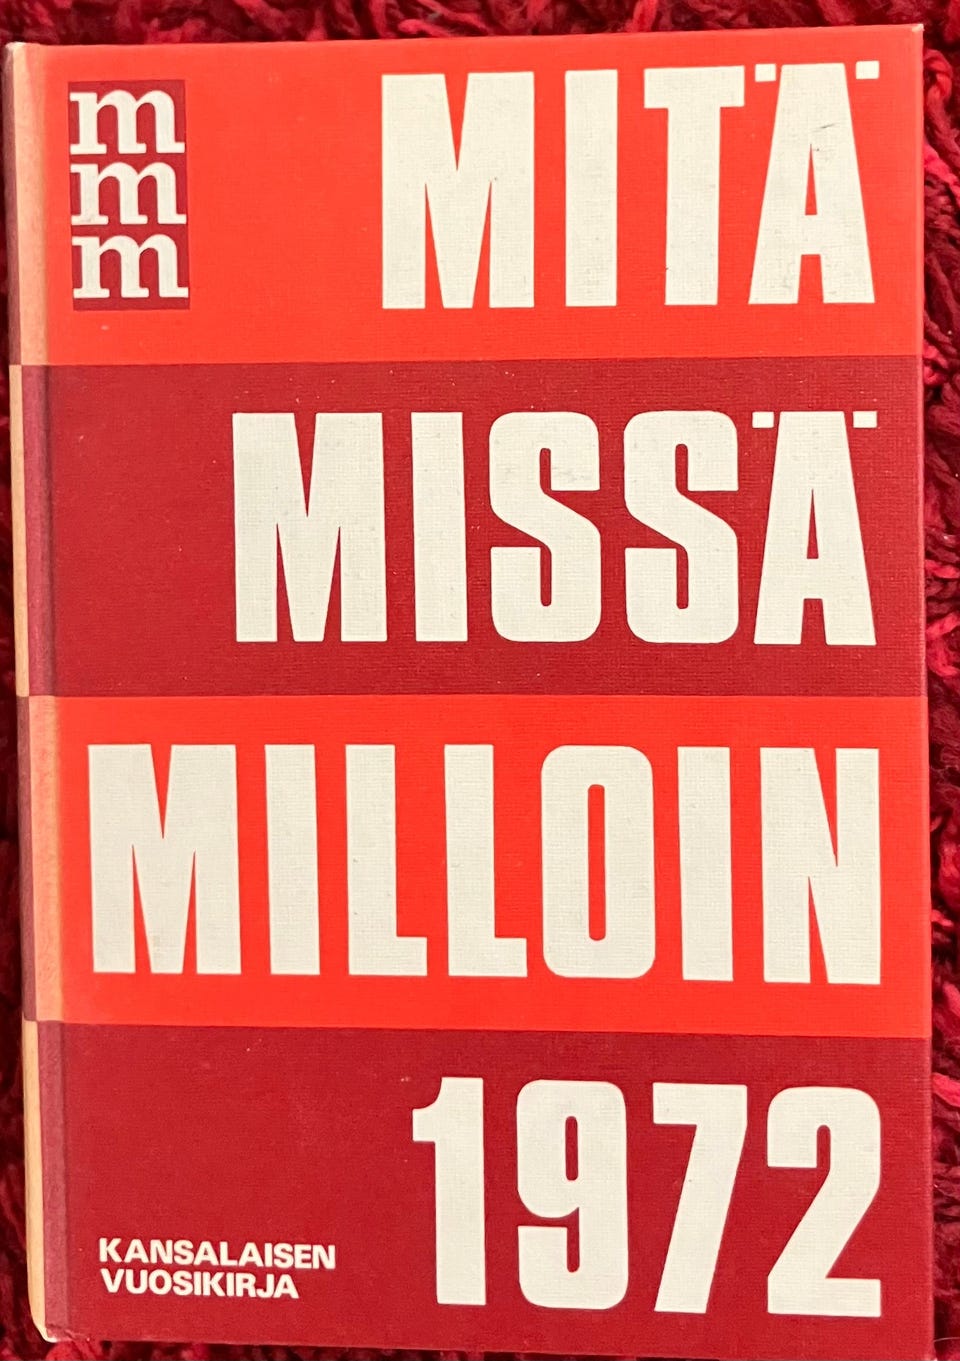 m
m
m
MITÄ
MISSÄ
MILLOIN
1972
KANSALAISEN
VUOSIKIRJA